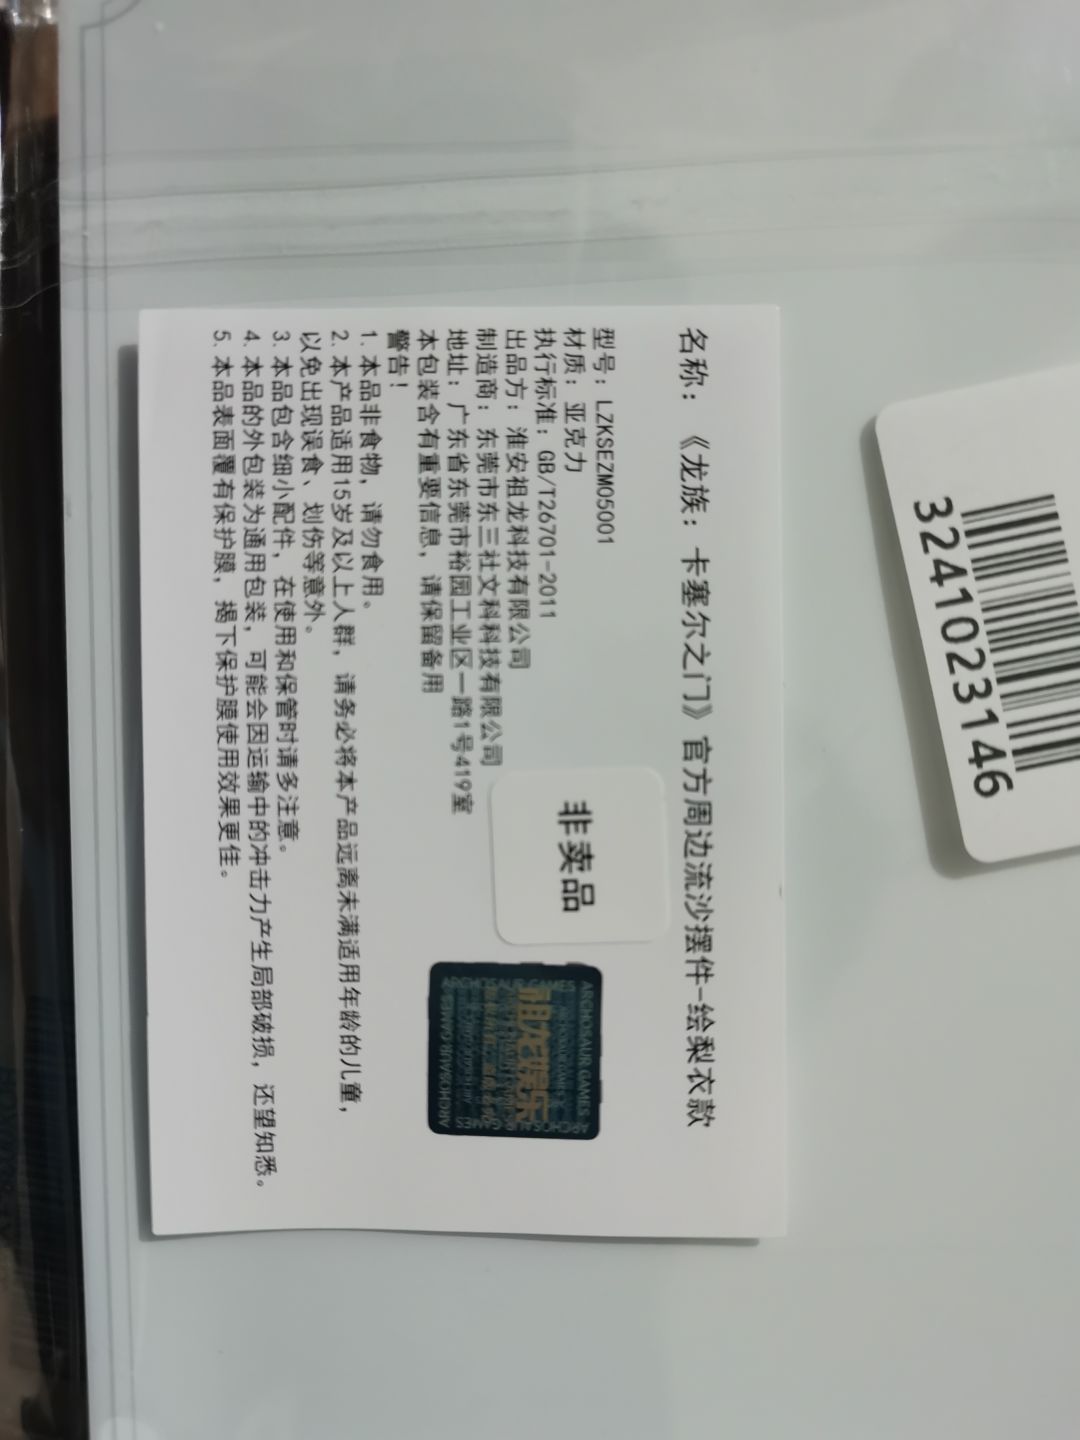 名称：《龙族：卡塞尔之门》官方周边流沙摆件-绘梨衣款
型号：LZKSEZM05001
材质：亚克力
执行标准：GB/T26701-2011
出品方：淮安祖龙科技有限公司
制造商：东莞市东三社文科科技有限公司
地址：广东省东莞市裕园工业区一路1号419室
本包装含有重要信息，请保留备用
警告！
1.本品非食物，请勿食用。
2.本产品适用15岁及以上人群，请务必将本产品远离未满适用年龄的儿童，
以免出现误食、划伤等意外。
3.本品包含细小配件，在使用和保管时请多注意。
4.本品的外包装为通用包装，可能会因运输中的冲击力产生局部破损，还望知悉。
5.本品表面覆有保护膜，揭下保护膜使用效果更佳。
非卖品
ARCHOSAUR GAMES
ARCHOSAUR GAMES
祖龙娱乐
3241023146